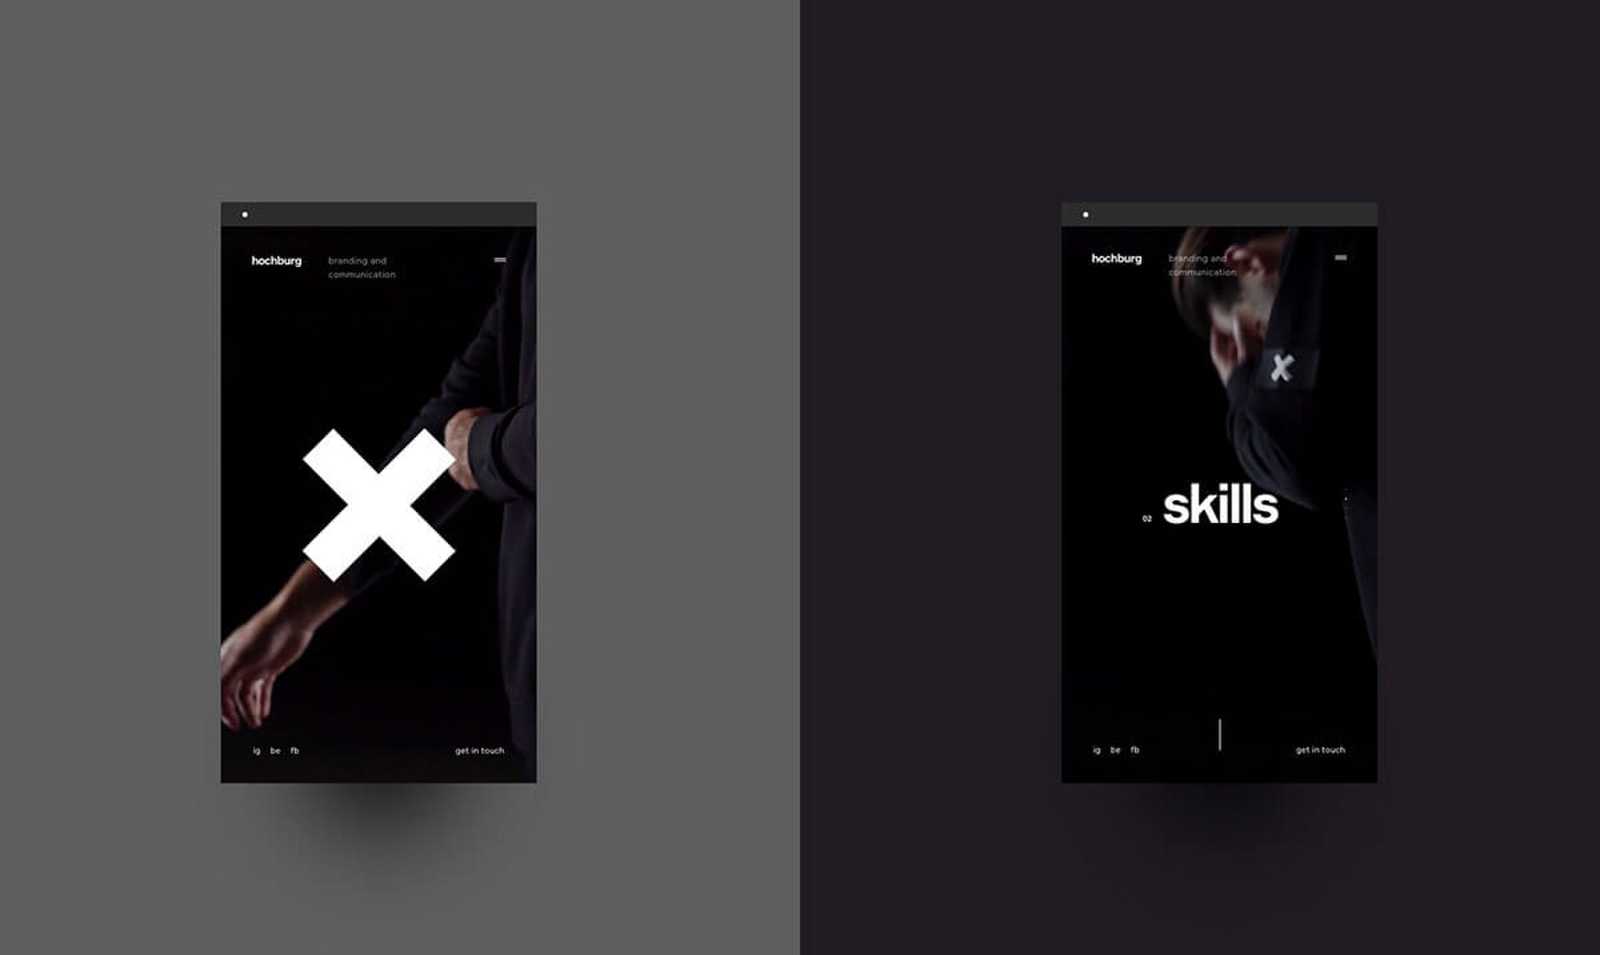 hochburg
branding and
communication
ig be fb
get in touch
hochburg
branding and
communication
02 skills
ig be fb
get in touch